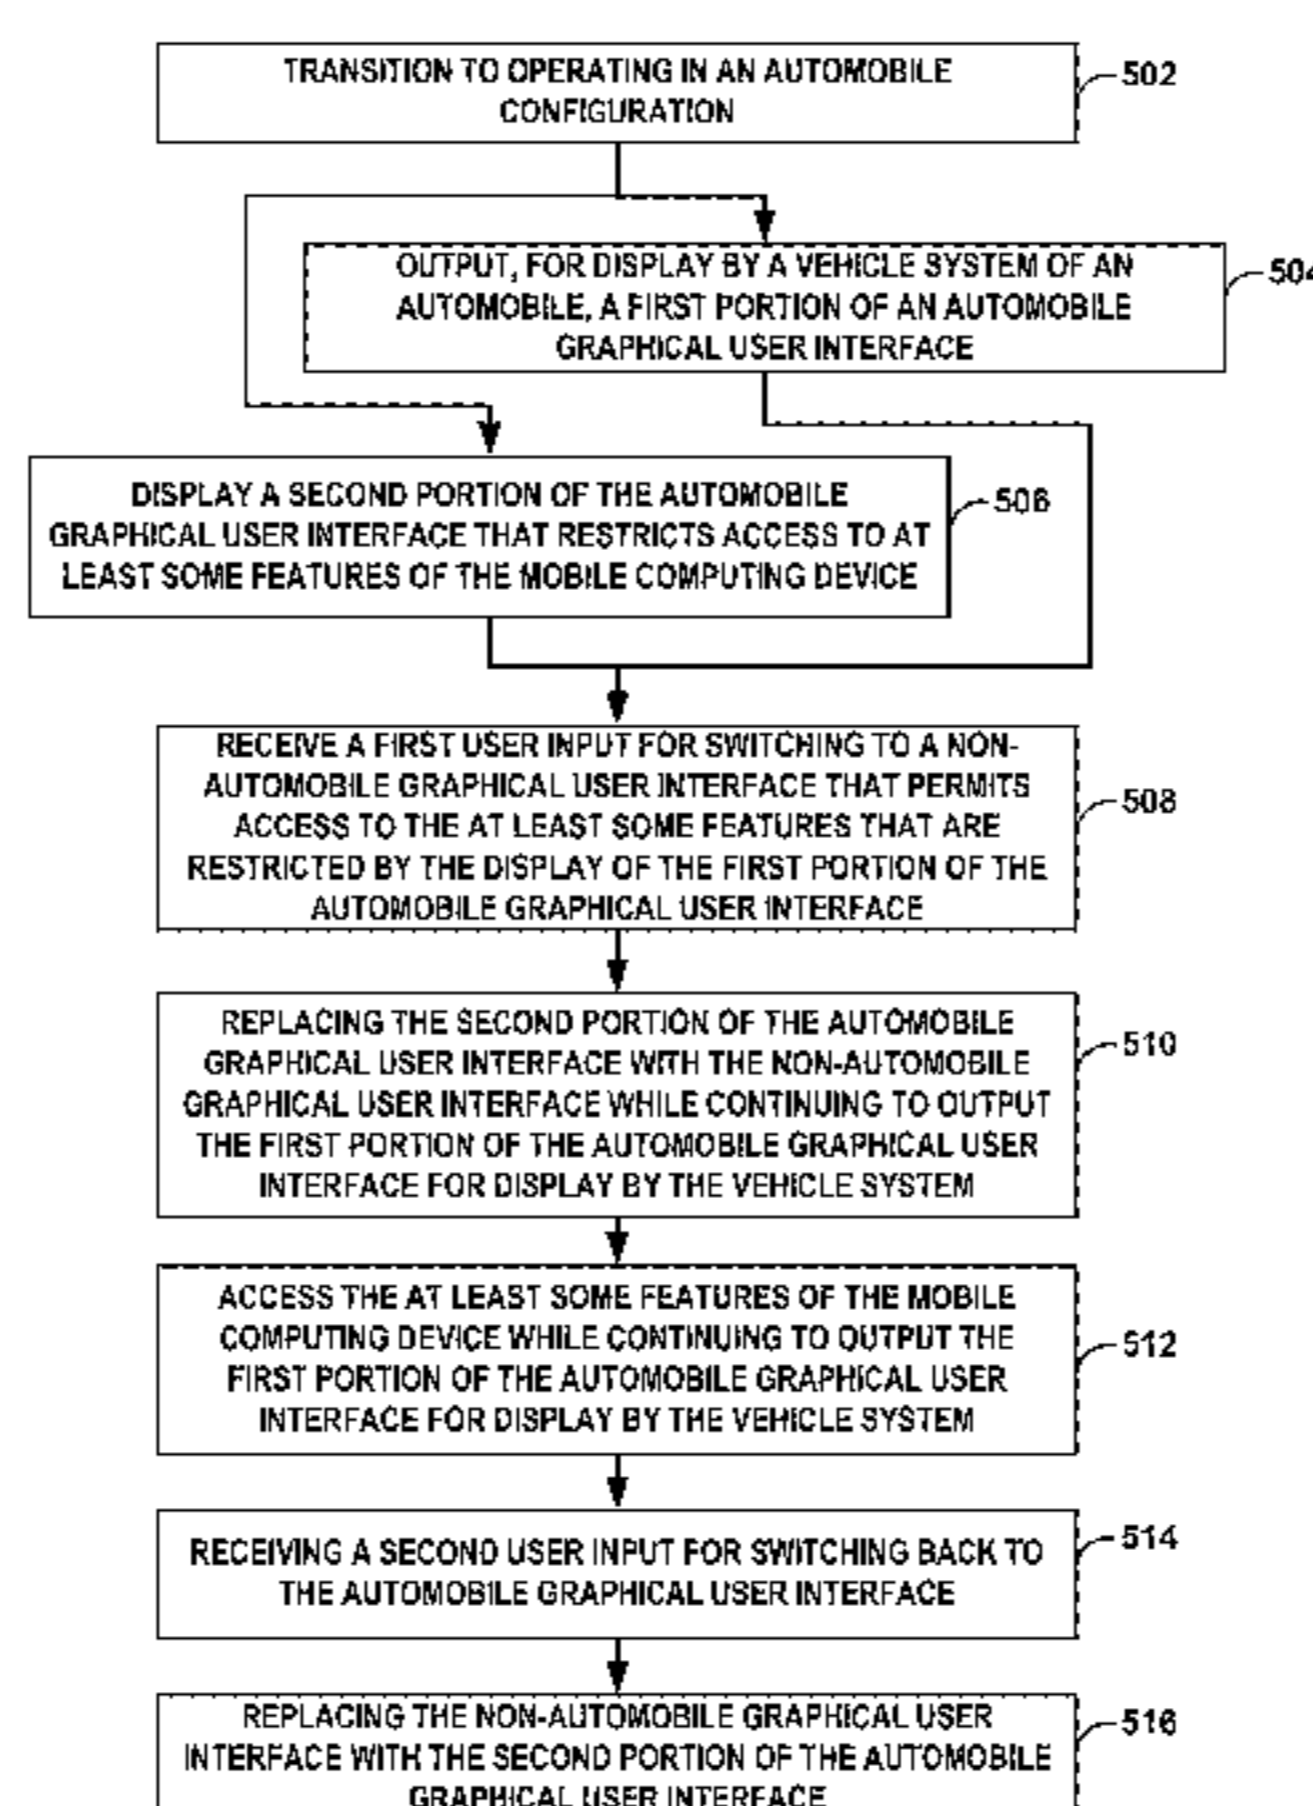 TRANSITION TO OPERATING IN AN AUTOMOBILE
CONFIGURATION
502
OUTPUT, FOR DISPLAY BY A VEHICLE SYSTEM OF AN
AUTOMOBILE, A FIRST PORTION OF AN AUTOMOBILE
GRAPHICAL USER INTERFACE
504
DISPLAY A SECOND PORTION OF THE AUTOMOBILE
GRAPHICAL USER INTERFACE THAT RESTRICTS ACCESS TO AT
LEAST SOME FEATURES OF THE MOBILE COMPUTING DEVICE
506
RECEIVE A FIRST USER INPUT FOR SWITCHING TO A NON-
AUTOMOBILE GRAPHICAL USER INTERFACE THAT PERMITS
ACCESS TO THE AT LEAST SOME FEATURES THAT ARE
RESTRICTED BY THE DISPLAY OF THE FIRST PORTION OF THE
AUTOMOBILE GRAPHICAL USER INTERFACE
508
REPLACING THE SECOND PORTION OF THE AUTOMOBILE
GRAPHICAL USER INTERFACE WITH THE NON-AUTOMOBILE
GRAPHICAL USER INTERFACE WHILE CONTINUING TO OUTPUT
THE FIRST PORTION OF THE AUTOMOBILE GRAPHICAL USER
INTERFACE FOR DISPLAY BY THE VEHICLE SYSTEM
510
ACCESS THE AT LEAST SOME FEATURES OF THE MOBILE
COMPUTING DEVICE WHILE CONTINUING TO OUTPUT THE
FIRST PORTION OF THE AUTOMOBILE GRAPHICAL USER
INTERFACE FOR DISPLAY BY THE VEHICLE SYSTEM
512
RECEIVING A SECOND USER INPUT FOR SWITCHING BACK TO
THE AUTOMOBILE GRAPHICAL USER INTERFACE
514
REPLACING THE NON-AUTOMOBILE GRAPHICAL USER
INTERFACE WITH THE SECOND PORTION OF THE AUTOMOBILE
GRAPHICAL USER INTERFACE
516